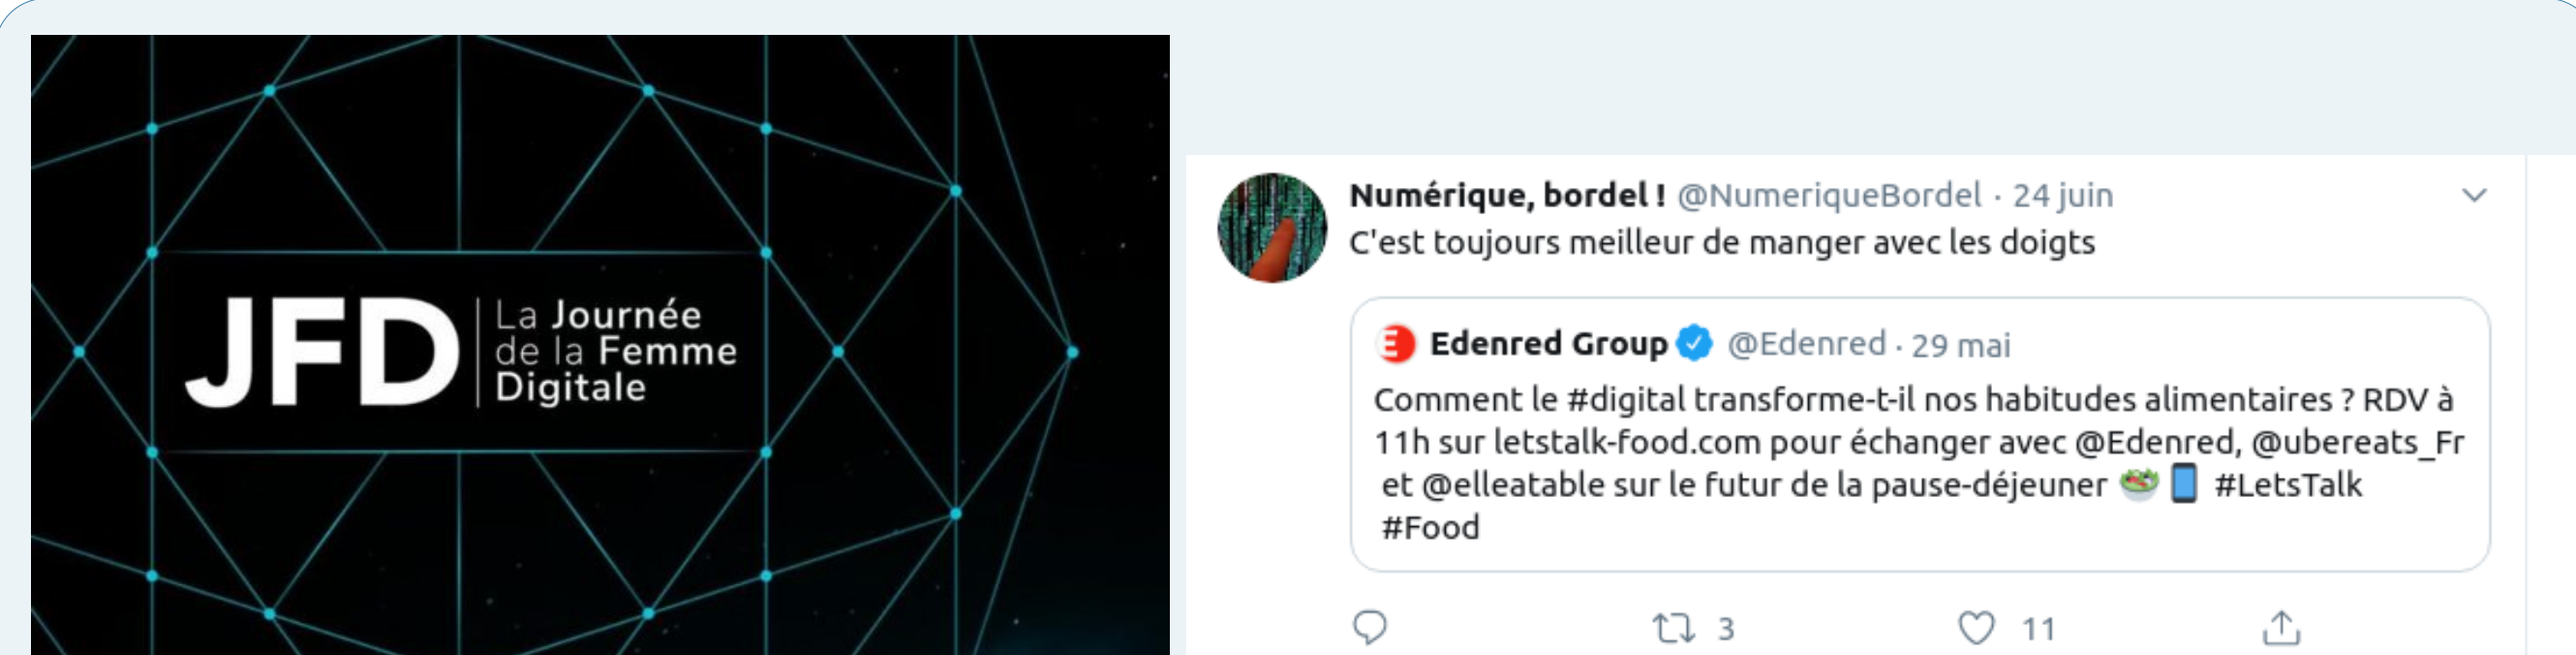 JFD
La Journée
de la Femme
Digitale
Numérique, bordel ! @NumeriqueBordel · 24 juin
C'est toujours meilleur de manger avec les doigts
Edenred Group @Edenred · 29 mai
Comment le #digital transforme-t-il nos habitudes alimentaires ? RDV à
11h sur letstalk-food.com pour échanger avec @Edenred, @ubereats_Fr
et @elleatable sur le futur de la pause-déjeuner 🥗📱 #LetsTalk
#Food
3 11